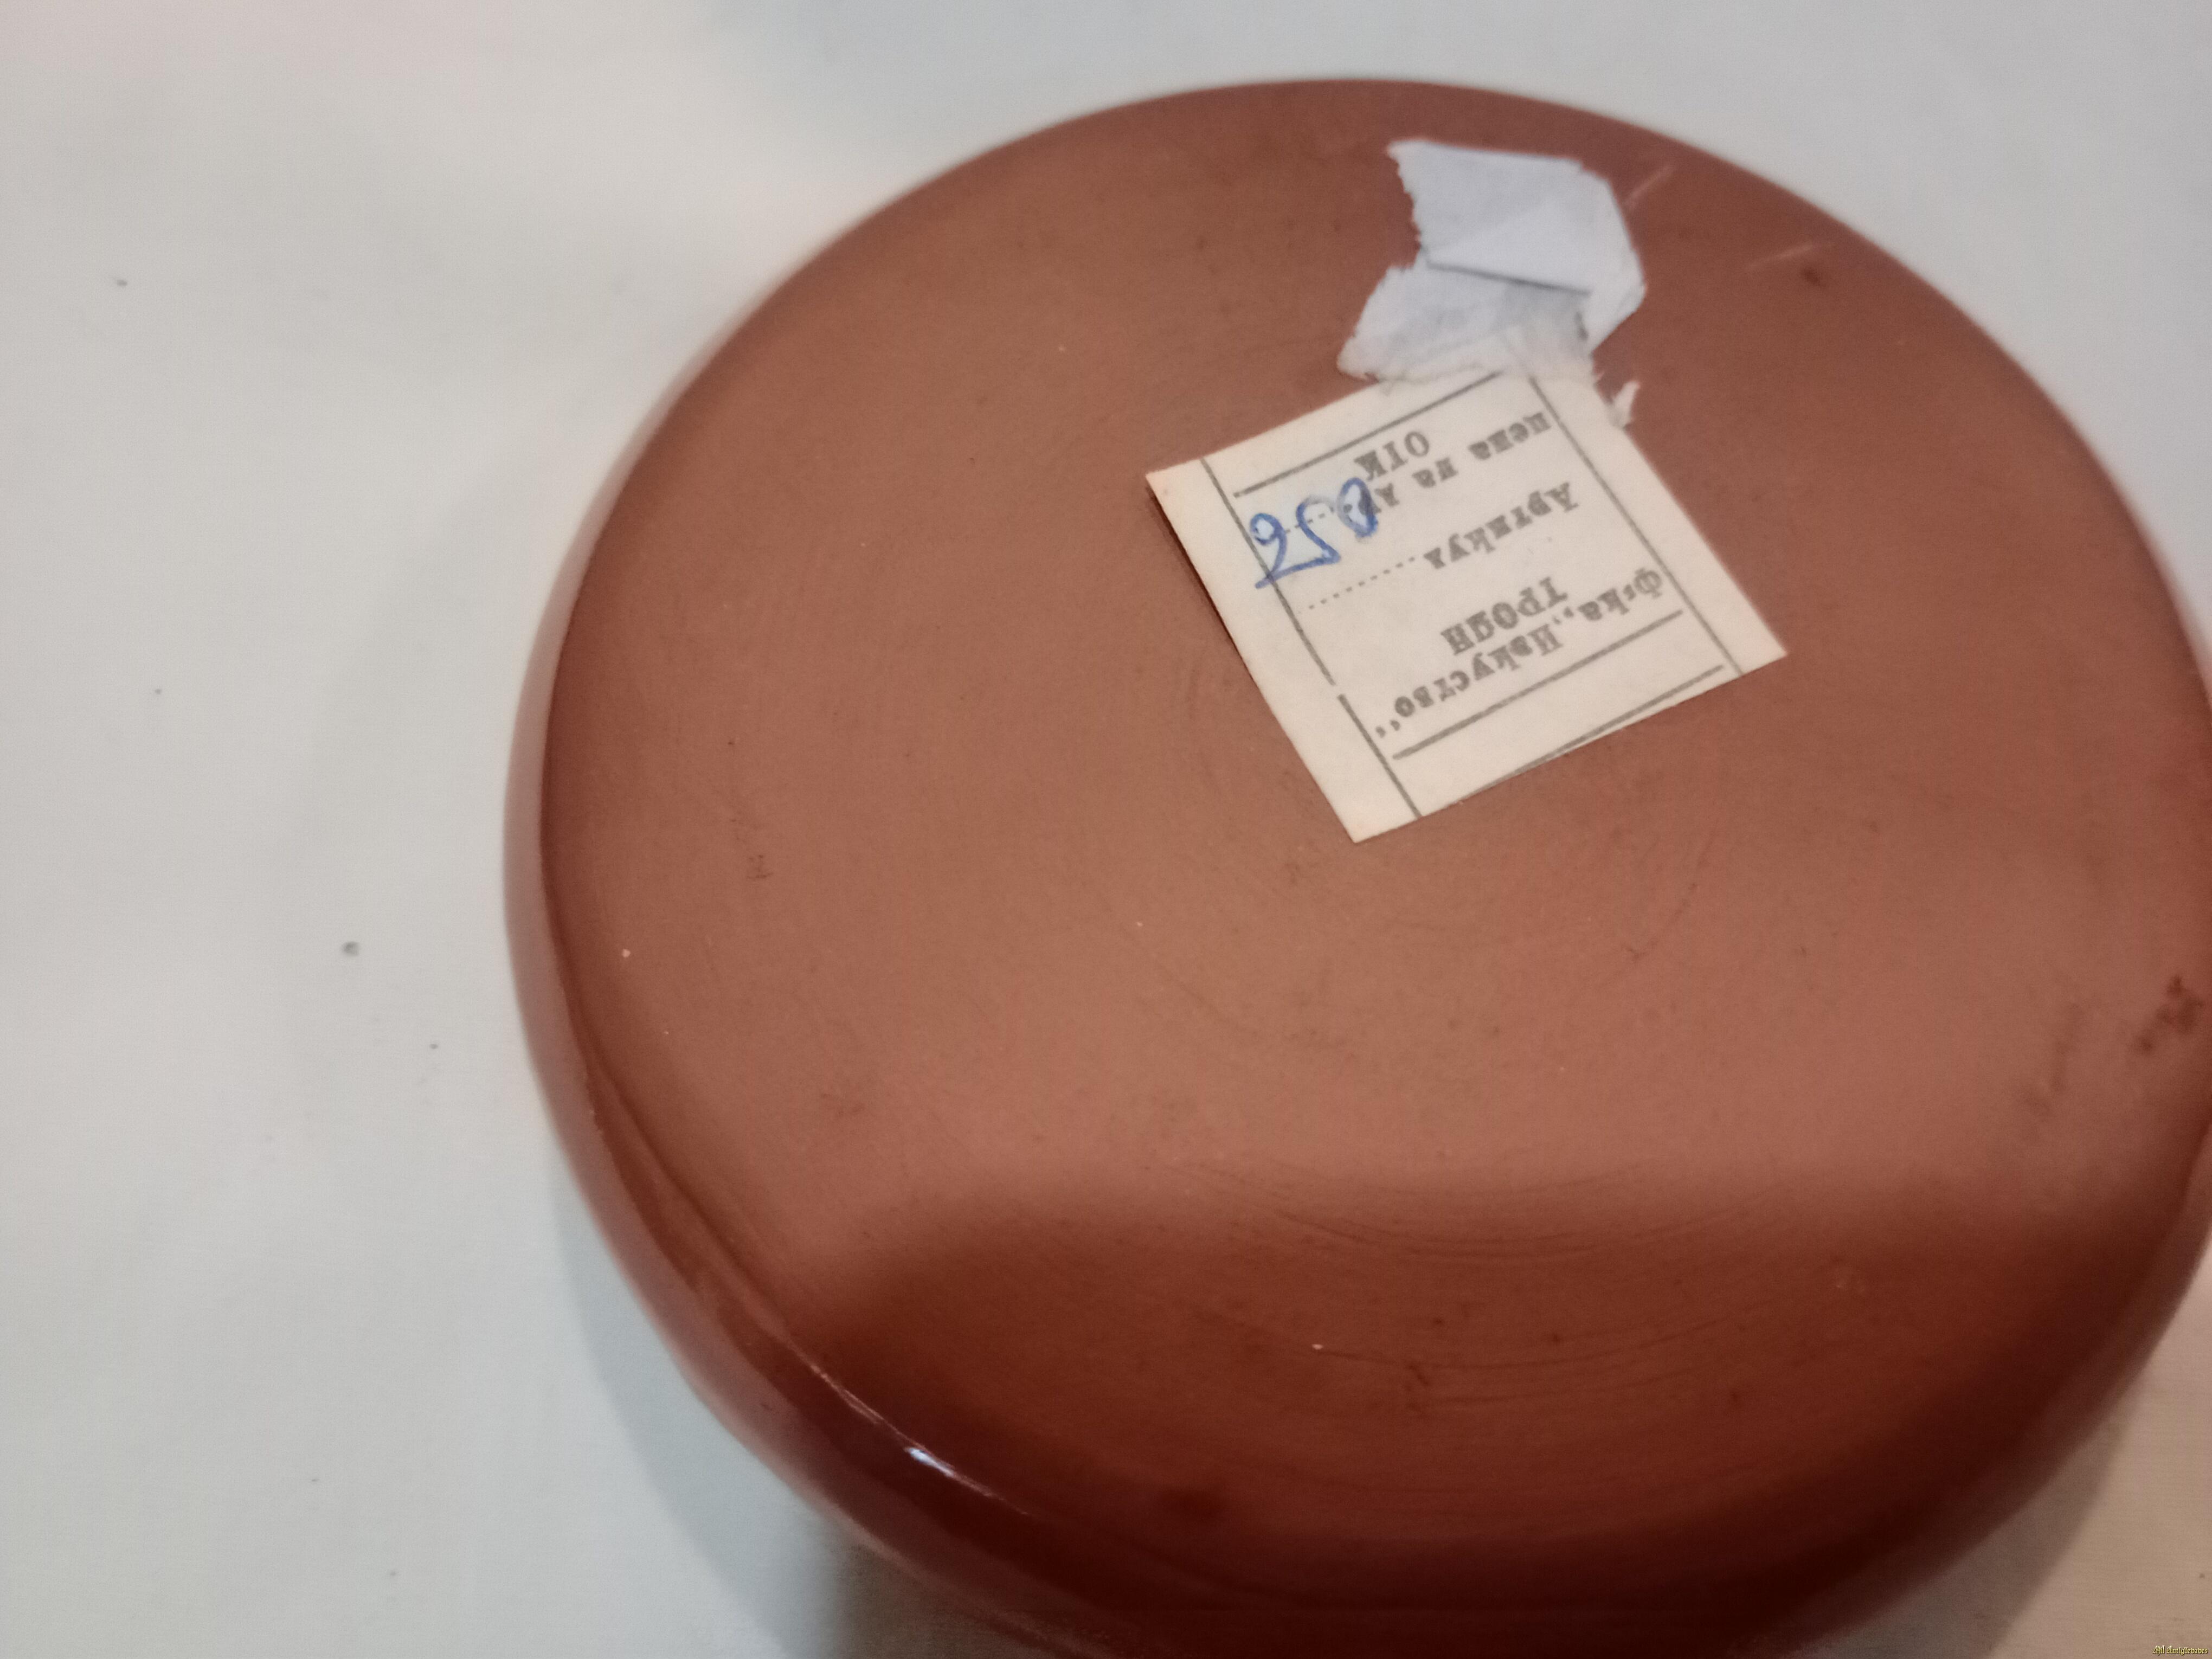 Ф-ка „Изкуство“
ТРОЯН
Артикул
цена на
ОТК